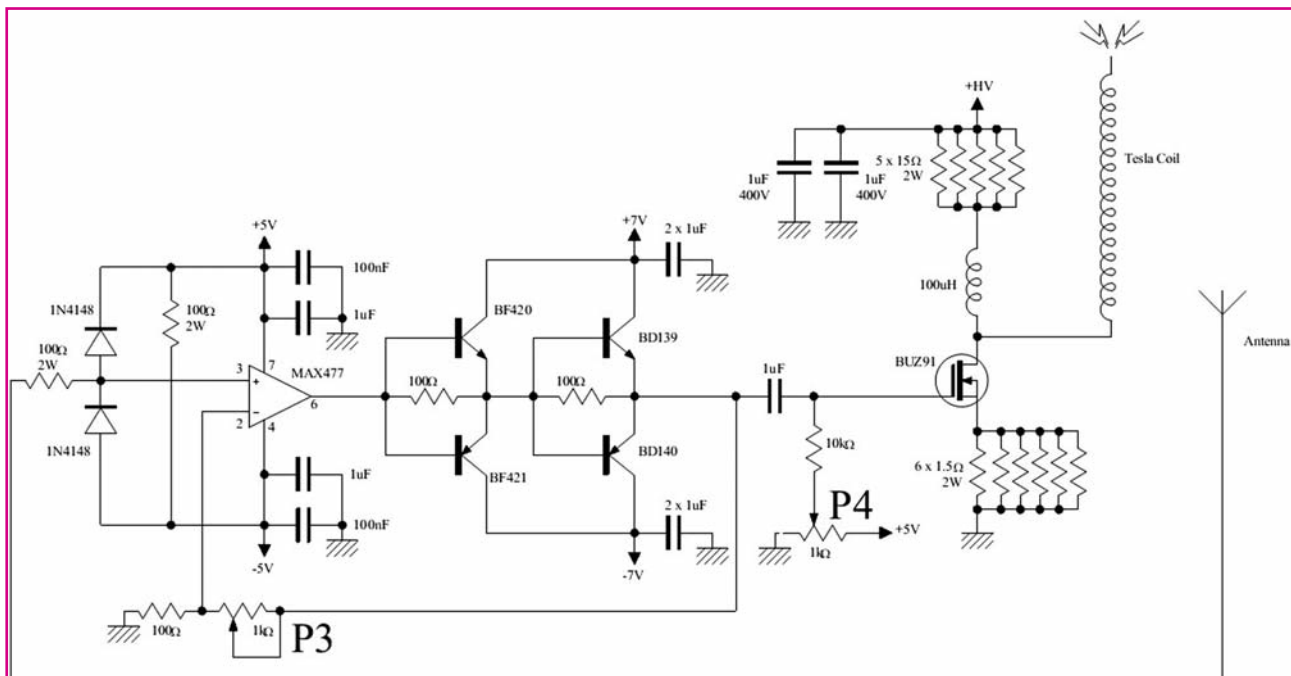 +HV
5 x 15Ω
2W
1uF
400V
1uF
400V
Tesla Coil
100uH
Antenna
BUZ91
6 x 1.5Ω
2W
+5V
+7V
2 x 1uF
100nF
1uF
1N4148
100Ω
2W
100Ω
2W
BF420
BD139
3
7
MAX477
+
6
-
2
4
100Ω
100Ω
1uF
1N4148
BF421
BD140
10kΩ
1uF
100nF
2 x 1uF
P4
+5V
1kΩ
-5V
-7V
100Ω
1kΩ
P3